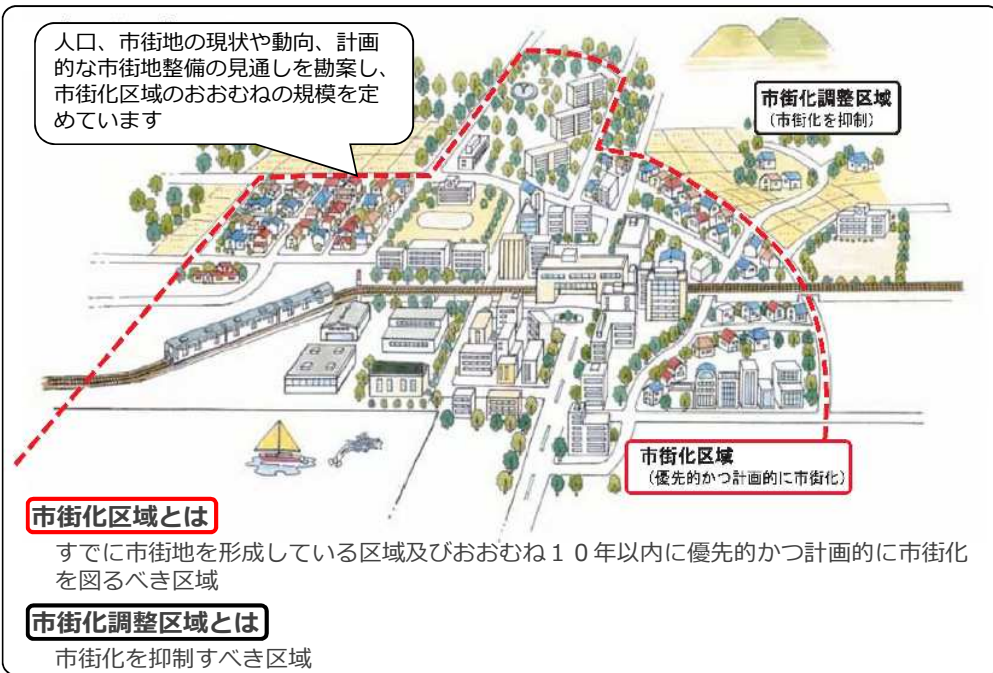 人口、市街地の現状や動向、計画
的な市街地整備の見通しを勘案し、
市街化区域のおおむねの規模を定
めています
市街化調整区域
(市街化を抑制)
市街化区域
(優先的かつ計画的に市街化)
市街化区域とは
すでに市街地を形成している区域及びおおむね１０年以内に優先的かつ計画的に市街化
を図るべき区域
市街化調整区域とは
市街化を抑制すべき区域